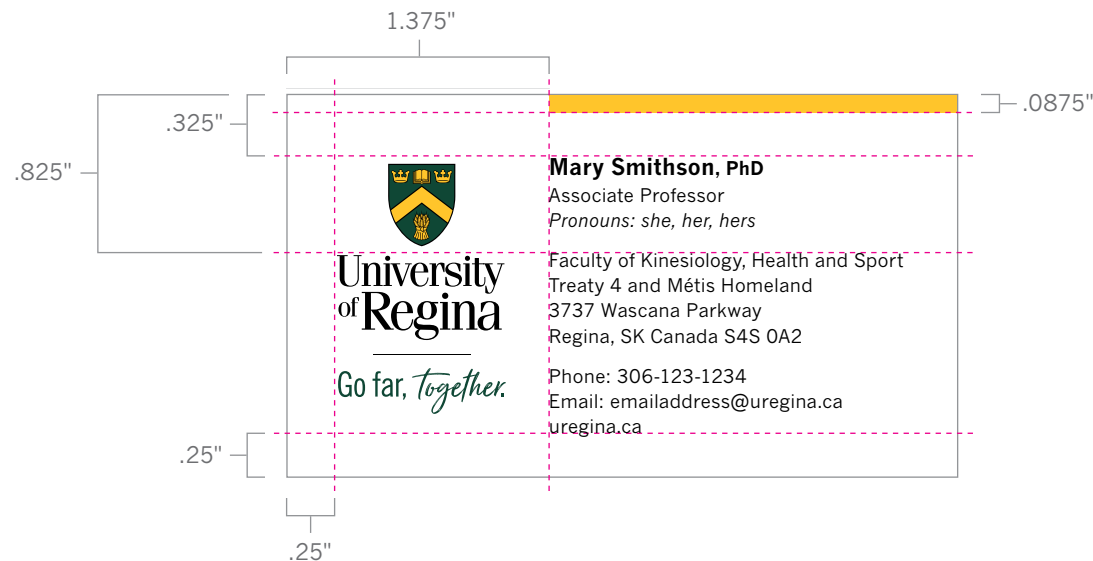 1.375"
.0875"
.325"
.825"
Mary Smithson, PhD
Associate Professor
Pronouns: she, her, hers
University
of Regina
Go far, together.
Faculty of Kinesiology, Health and Sport
Treaty 4 and Métis Homeland
3737 Wascana Parkway
Regina, SK Canada S4S 0A2
Phone: 306-123-1234
Email: emailaddress@uregina.ca
uregina.ca
.25"
.25"